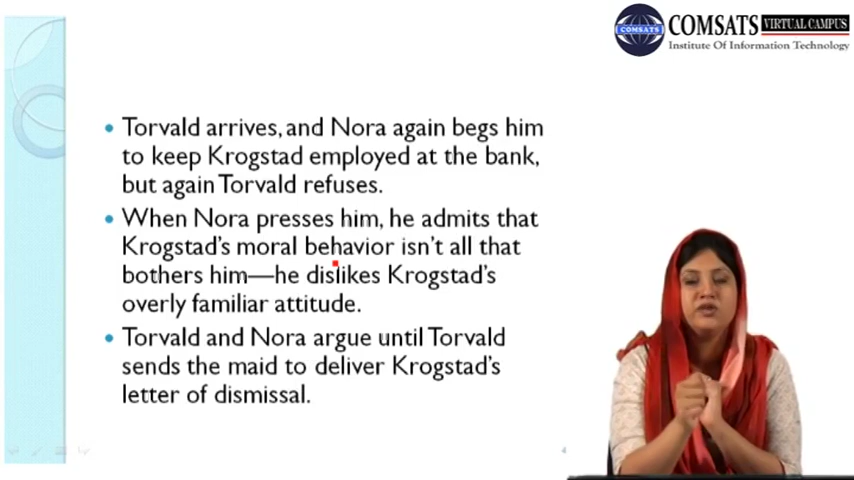 COMSATS
COMSATS VIRTUAL CAMPUS
Institute Of Information Technology
Torvald arrives, and Nora again begs him
to keep Krogstad employed at the bank,
but again Torvald refuses.
When Nora presses him, he admits that
Krogstad's moral behavior isn't all that
bothers him—he dislikes Krogstad's
overly familiar attitude.
Torvald and Nora argue until Torvald
sends the maid to deliver Krogstad's
letter of dismissal.